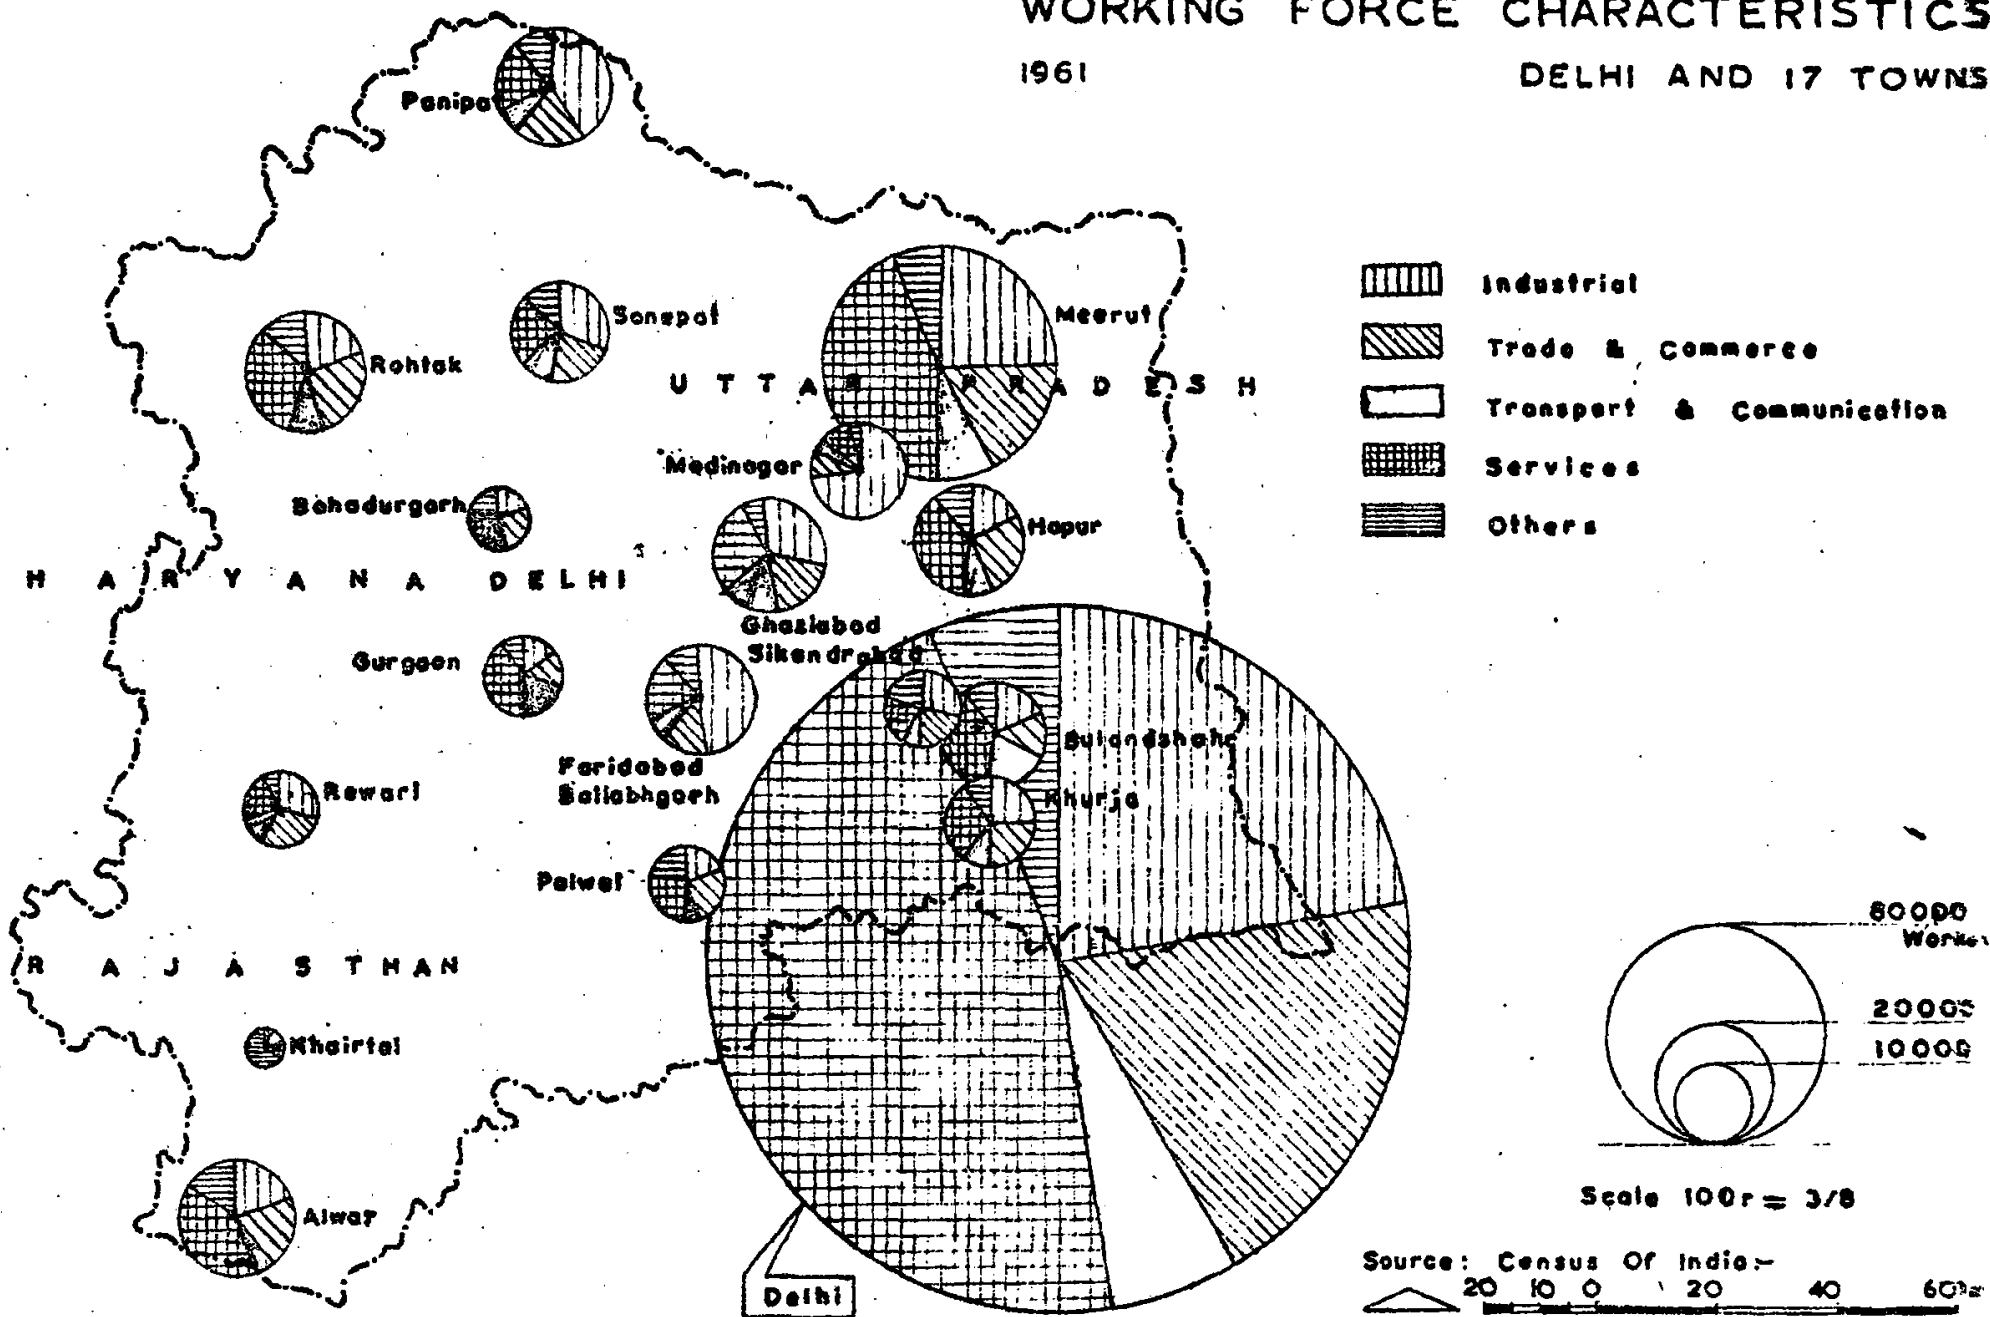 WORKING FORCE CHARACTERISTICS
1961
DELHI AND 17 TOWNS
Panipat
Sonepat
Rohtak
Meerut
UTTAR PRADESH
Modinagar
Bahadurgarh
Hapur
HARYANA
DELHI
Ghaziabad
Sikandrabad
Gurgaon
Bulandshahr
Faridabad
Ballabhgarh
Khurja
Rewari
Palwal
RAJASTHAN
Khairtal
Alwar
Delhi
Industrial
Trade & Commerce
Transport & Communication
Services
Others
20000
10000
Scale 100r = 3/8
Source: Census Of India:-
20 10 0 20 40 60